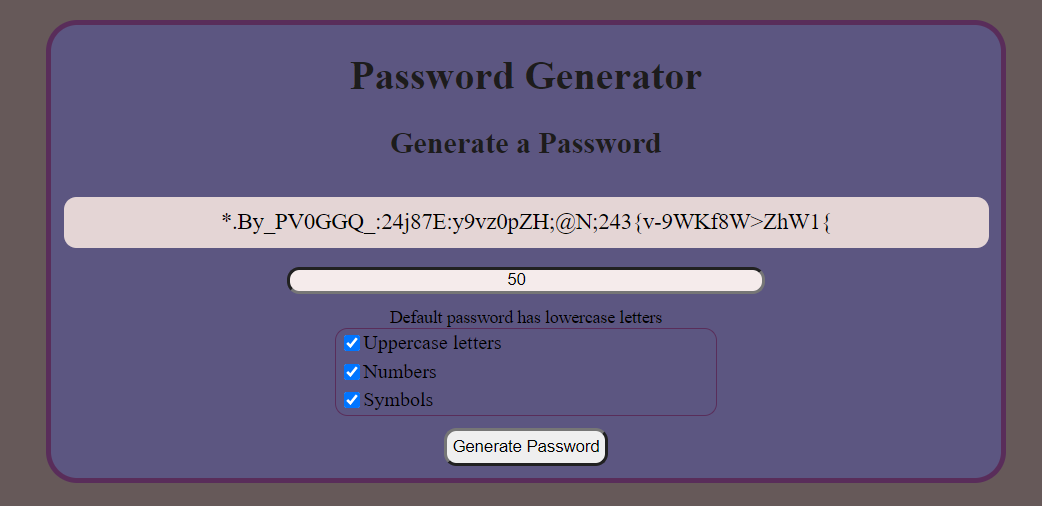 Password Generator
Generate a Password
*.By_PV0GGQ_:24j87E:y9vz0pZH;@N;243{v-9WKf8W>ZhW1{
50
Default password has lowercase letters
Uppercase letters
Numbers
Symbols
Generate Password